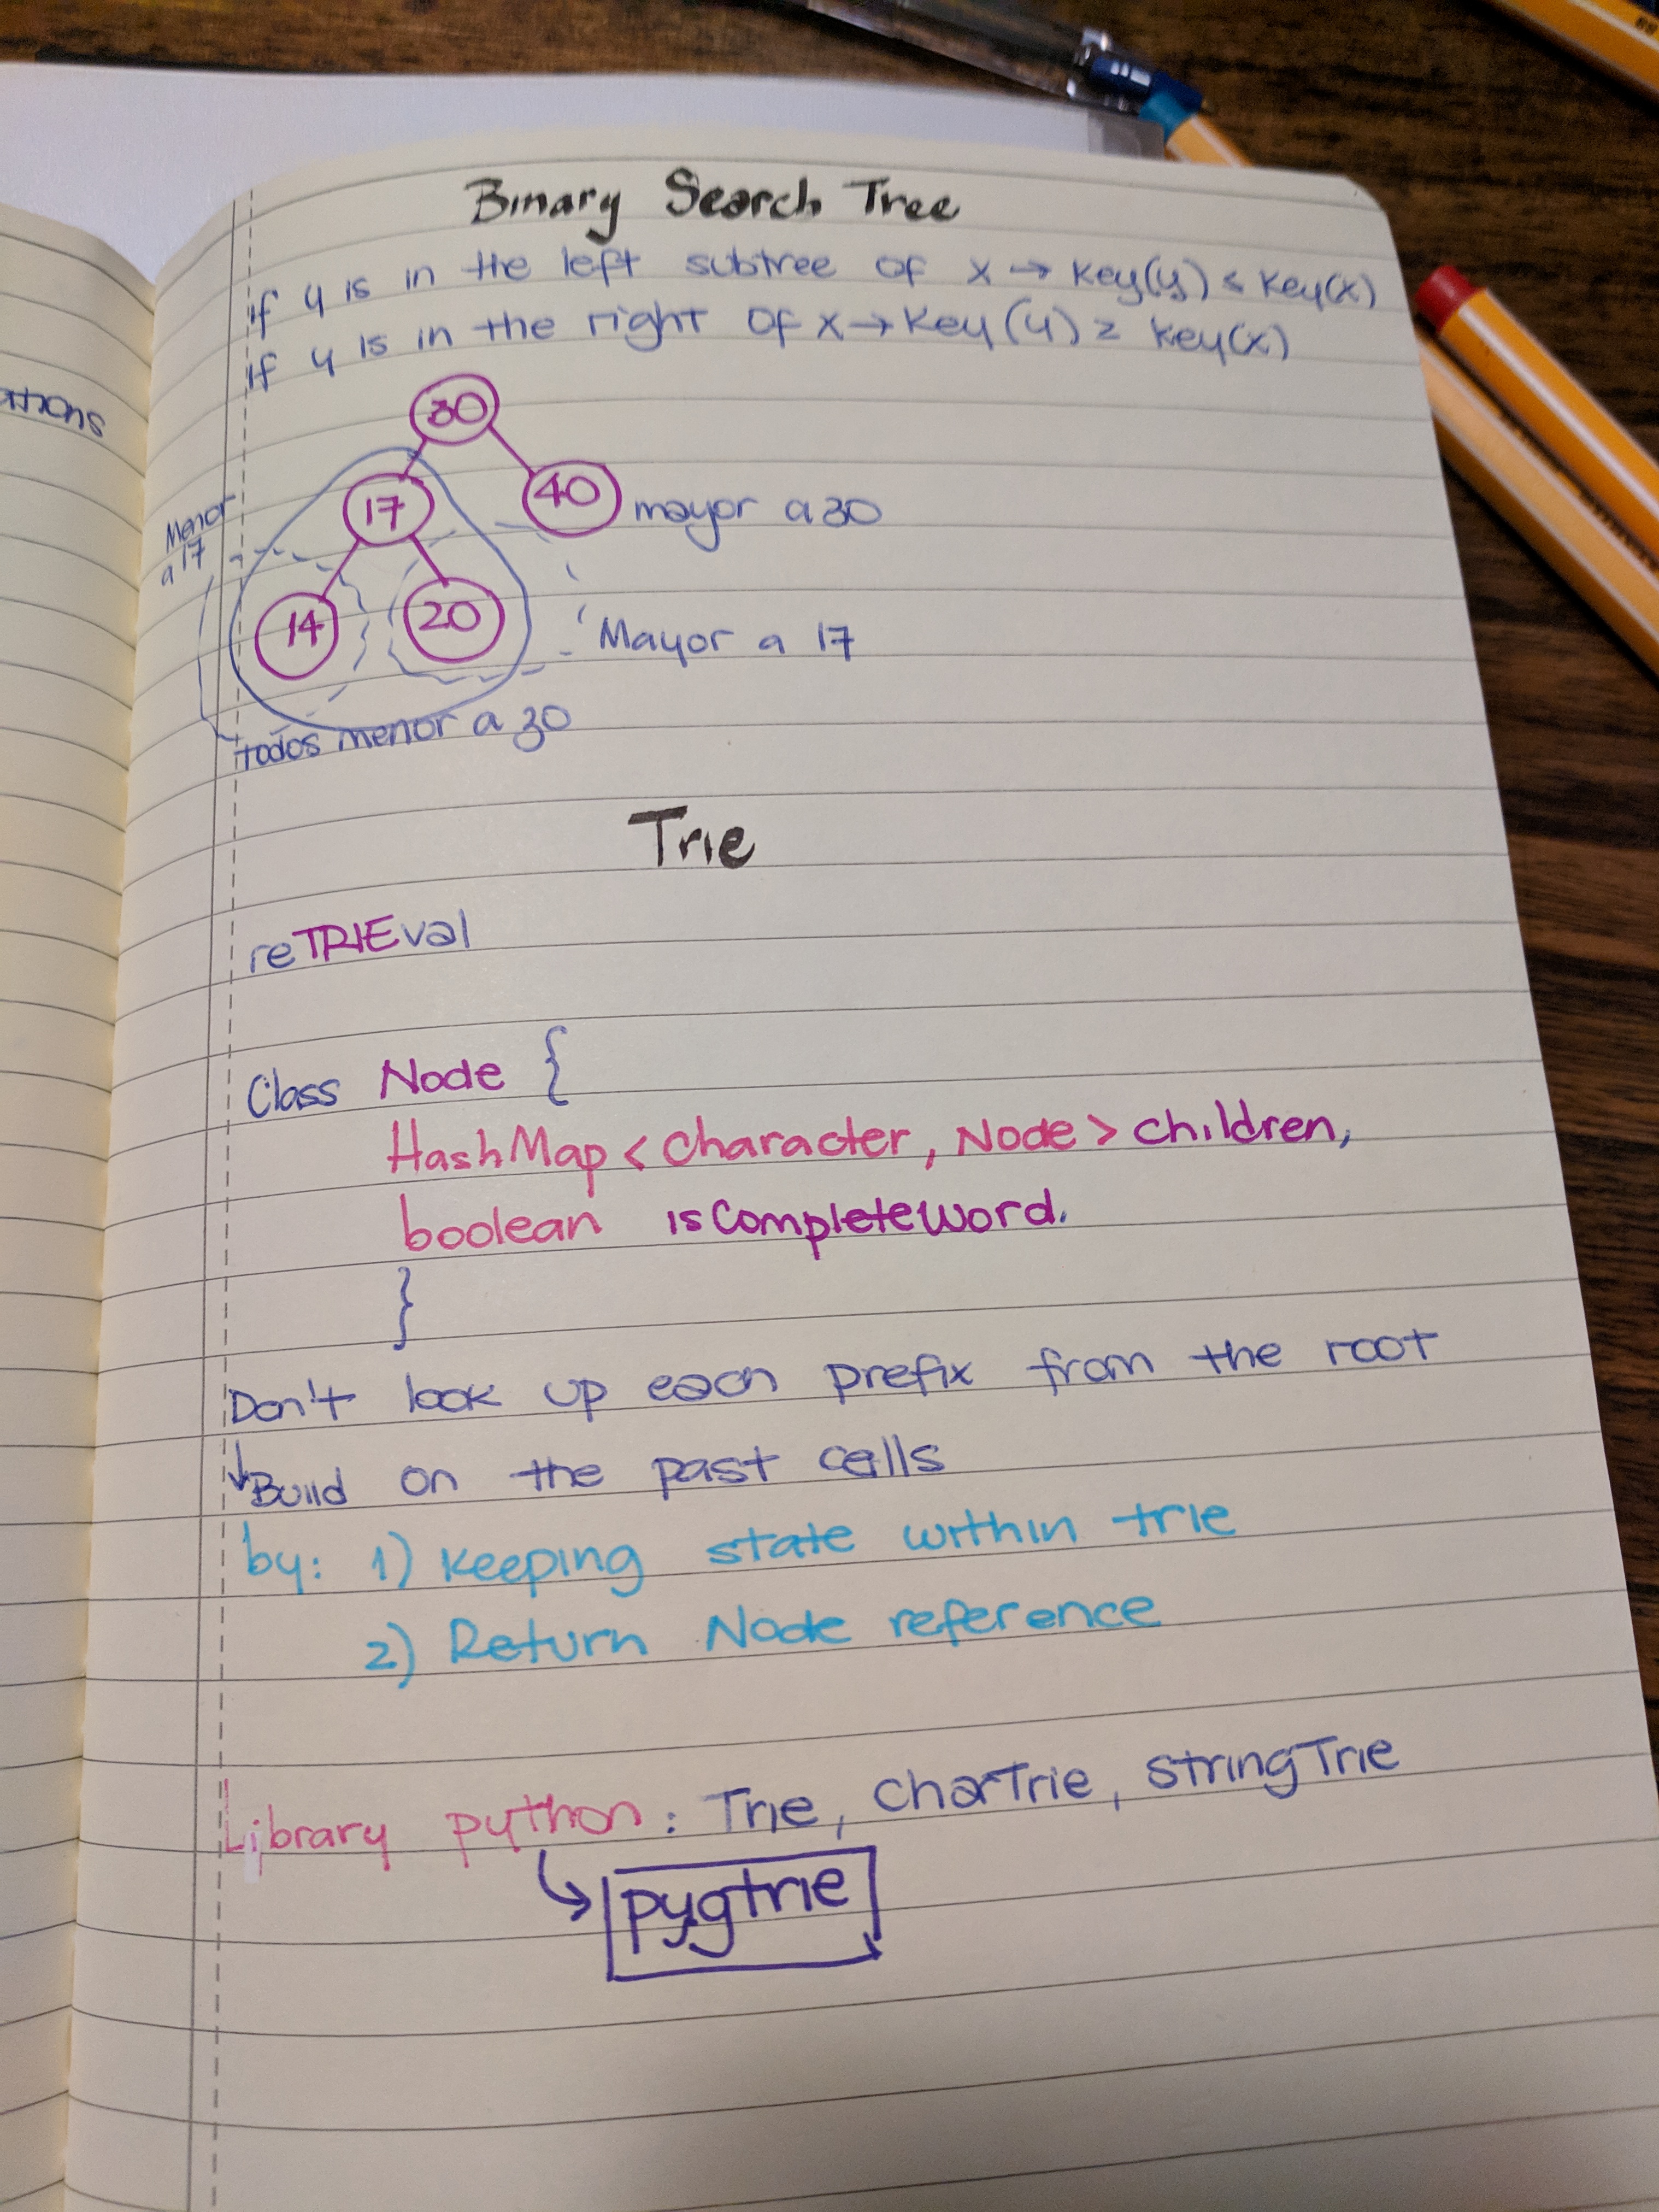 Binary Search Tree
if y is in the left subtree of x → key(y) ≤ key(x)
if y is in the right of x → key(y) ≥ key(x)
30
17
40
mayor a 30
Menor
a 17
14
20
Mayor a 17
todos menor a 30
Trie
reTRIEval
Class Node {
HashMap < Character, Node > children;
boolean isCompleteWord.
}
Don't look up each prefix from the root
↓Build on the past cells
by: 1) Keeping state within trie
2) Return Node reference
Library python : Trie, CharTrie, StringTrie
↳ pygtrie